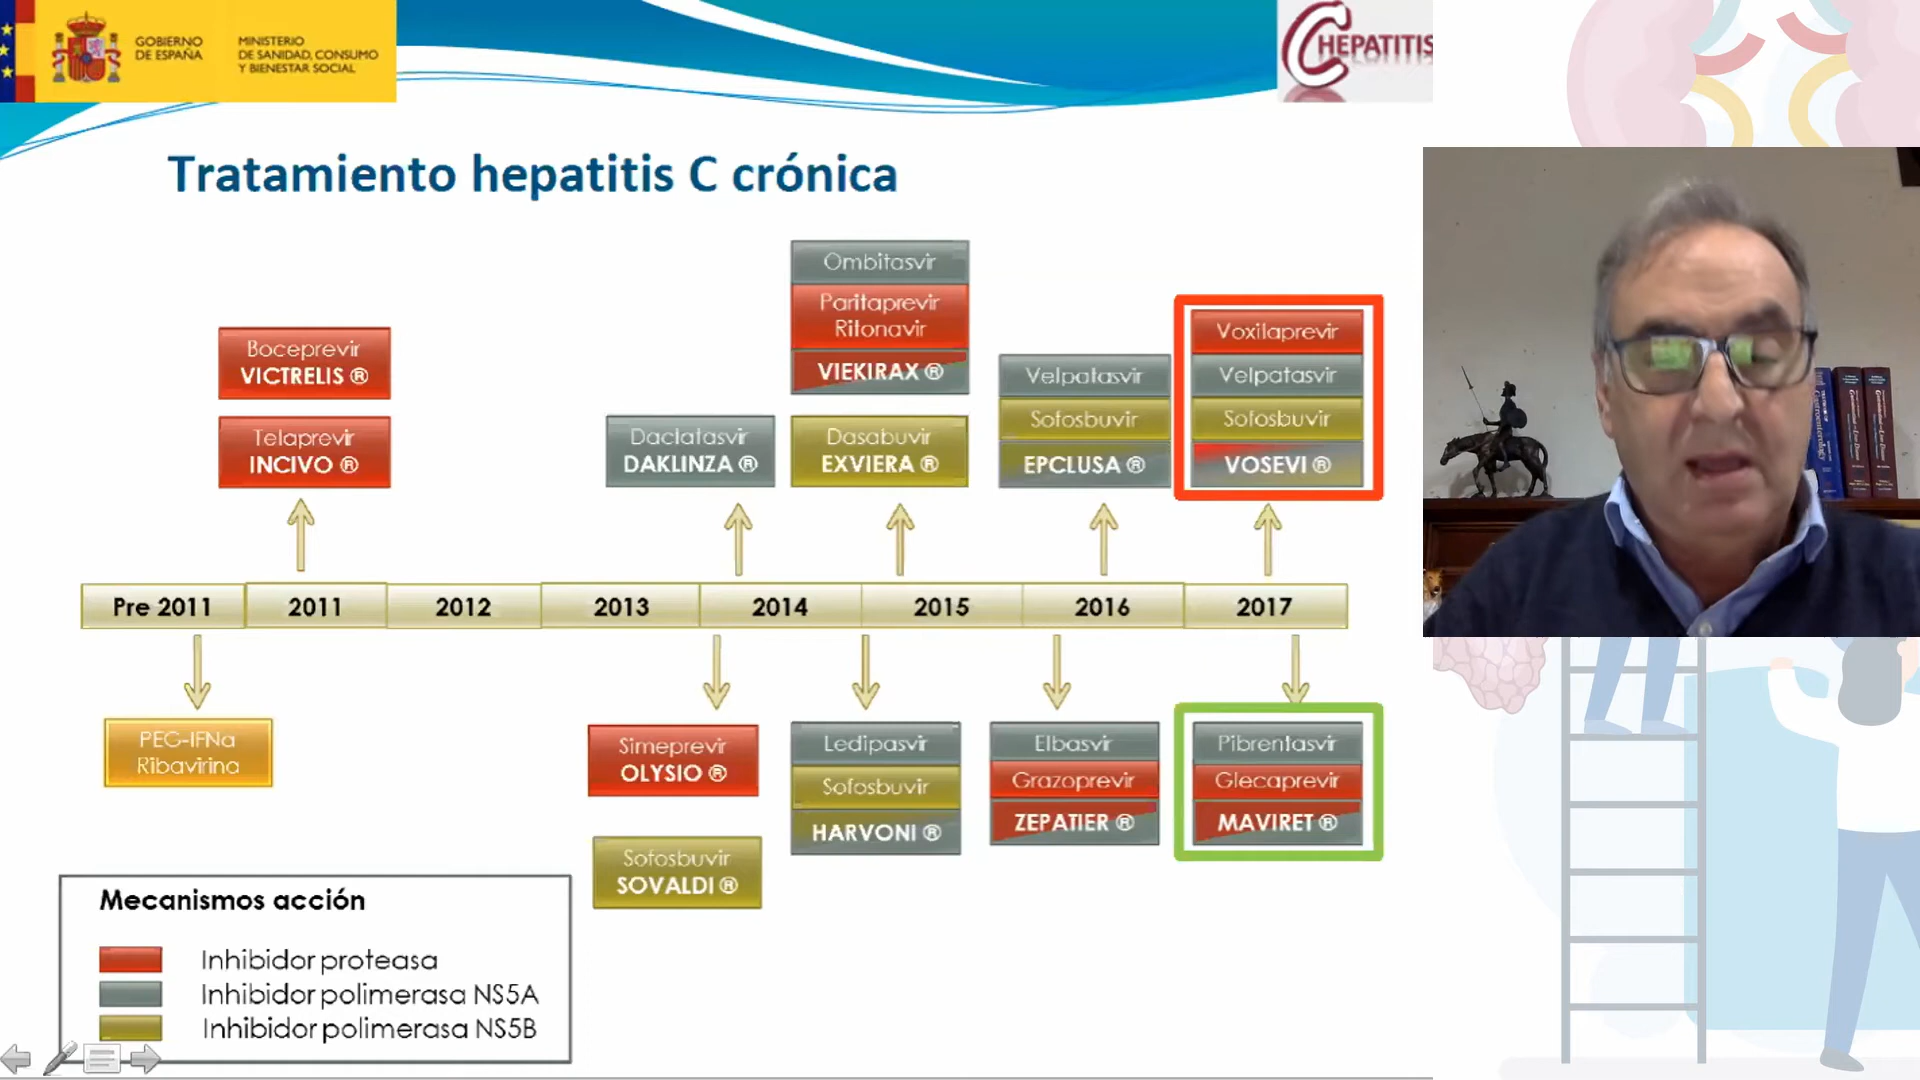 GOBIERNO
DE ESPAÑA
MINISTERIO
DE SANIDAD, CONSUMO
Y BIENESTAR SOCIAL
CHEPATITIS
Tratamiento hepatitis C crónica
Boceprevir
VICTRELIS ®
Telaprevir
INCIVO ®
Daclatasvir
DAKLINZA ®
Ombitasvir
Paritaprevir
Ritonavir
VIEKIRAX ®
Dasabuvir
EXVIERA ®
Velpatasvir
Sofosbuvir
EPCLUSA ®
Voxilaprevir
Velpatasvir
Sofosbuvir
VOSEVI ®
Pre 2011 2011 2012 2013 2014 2015 2016 2017
PEG-IFNa
Ribavirina
Simeprevir
OLYSIO ®
Sofosbuvir
SOVALDI ®
Ledipasvir
Sofosbuvir
HARVONI ®
Elbasvir
Grazoprevir
ZEPATIER ®
Pibrentasvir
Glecaprevir
MAVIRET ®
Mecanismos acción
Inhibidor proteasa
Inhibidor polimerasa NS5A
Inhibidor polimerasa NS5B